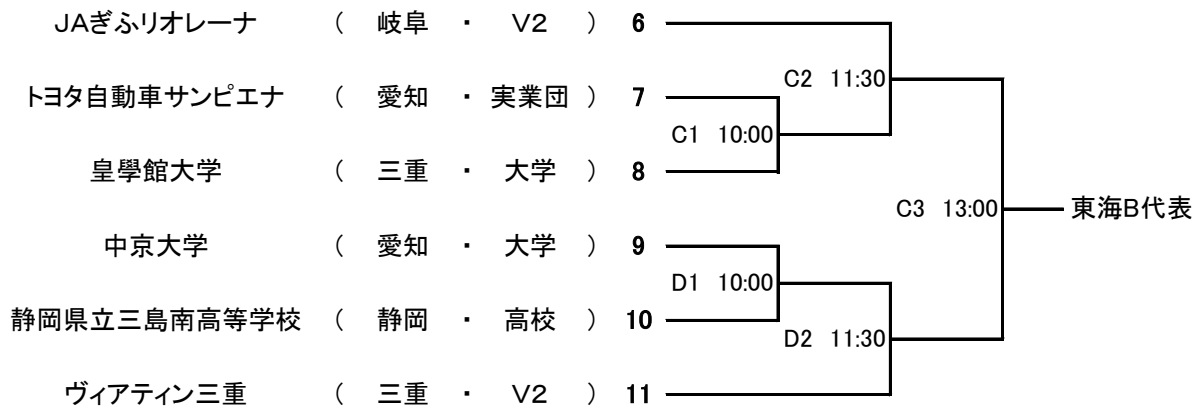 JAぎふリオレーナ ( 岐阜 ・ V2 ) 6
C2 11:30
トヨタ自動車サンピエナ ( 愛知 ・ 実業団 ) 7
C1 10:00
皇學館大学 ( 三重 ・ 大学 ) 8
C3 13:00 東海B代表
中京大学 ( 愛知 ・ 大学 ) 9
D1 10:00
静岡県立三島南高等学校 ( 静岡 ・ 高校 ) 10
D2 11:30
ヴィアティン三重 ( 三重 ・ V2 ) 11